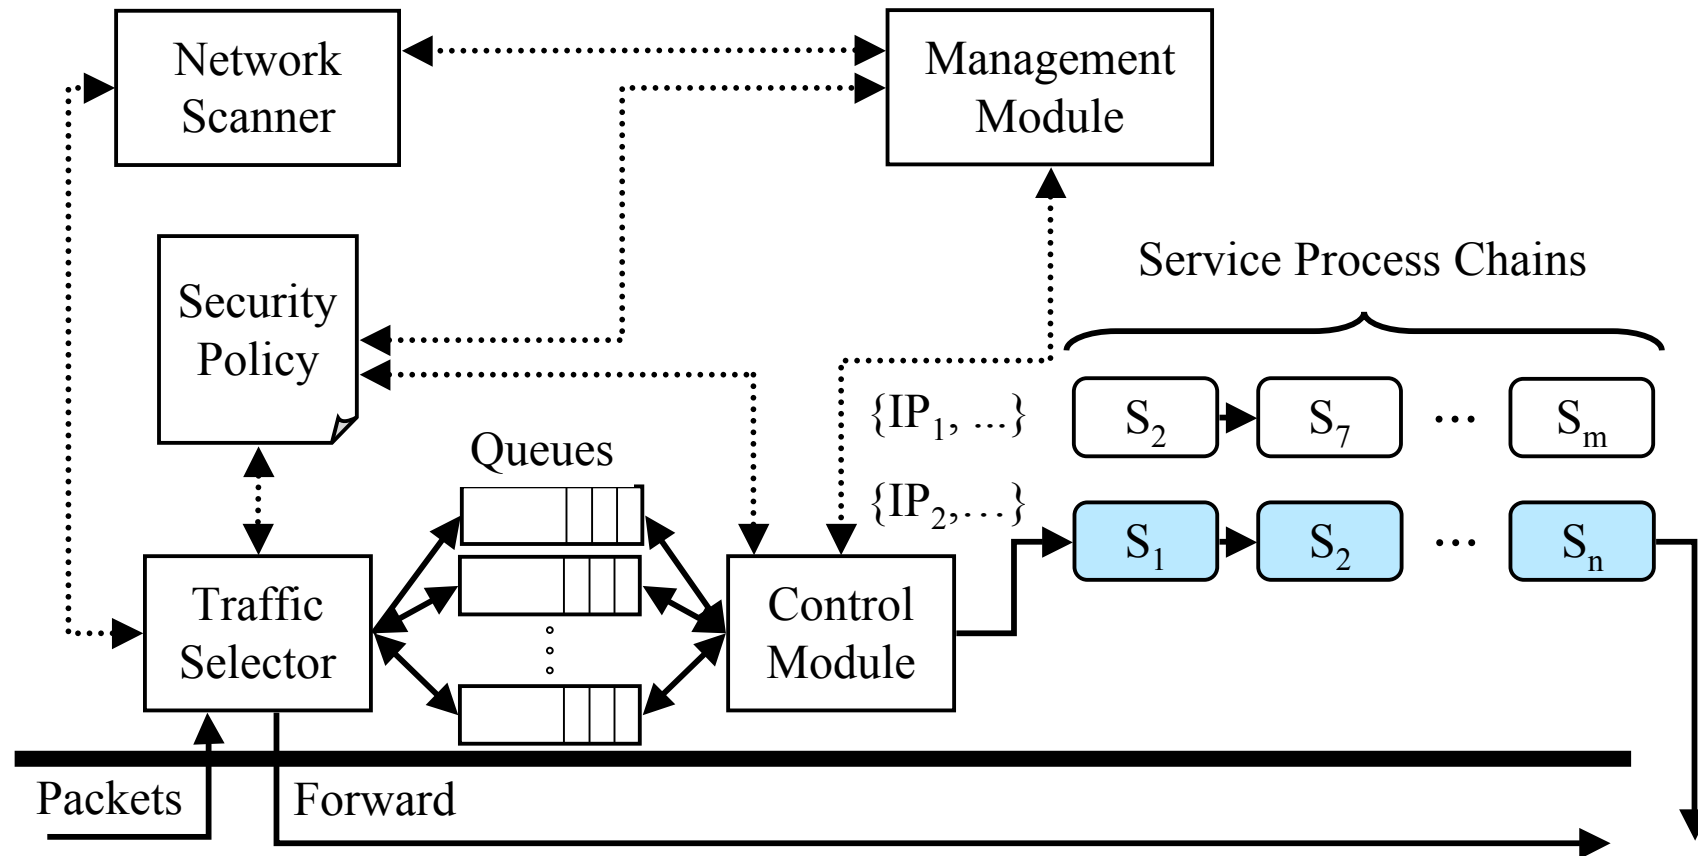 Network
Scanner
Management
Module
Service Process Chains
Security
Policy
{IP₁, ...}
S₂
S₇
...
Sₘ
Queues
{IP₂,...}
S₁
S₂
...
Sₙ
Traffic
Selector
Control
Module
Packets
Forward